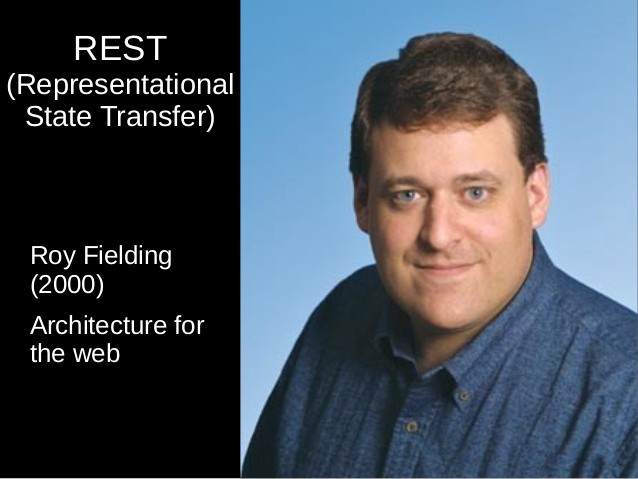 REST
(Representational
State Transfer)
Roy Fielding
(2000)
Architecture for
the web